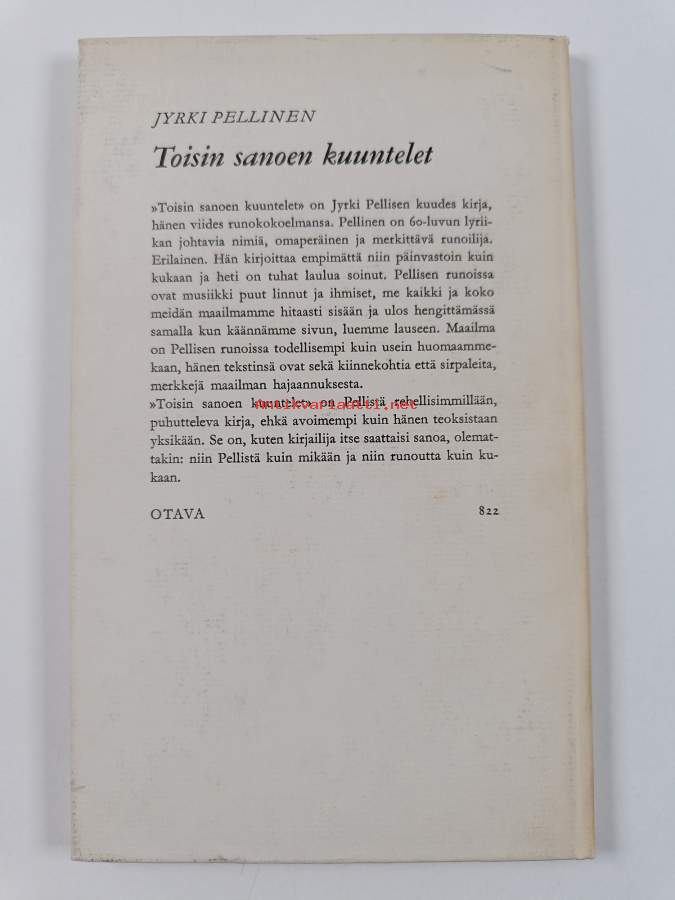 JYRKI PELLINEN
Toisin sanoen kuuntelet
»Toisin sanoen kuuntelet» on Jyrki Pellisen kuudes kirja,
hänen viides runokokoelmansa. Pellinen on 60-luvun lyrii-
kan johtavia nimiä, omaperäinen ja merkittävä runoilija.
Erilainen. Hän kirjoittaa empimättä niin päinvastoin kuin
kukaan ja heti on tuhat laulua soinut. Pellisen runoissa
ovat musiikki puut linnut ja ihmiset, me kaikki ja koko
meidän maailmamme hitaasti sisään ja ulos hengittämässä
samalla kun käännämme sivun, luemme lauseen. Maailma
on Pellisen runoissa todellisempi kuin usein huomaamme-
kaan, hänen tekstinsä ovat sekä kiinnekohtia että sirpaleita,
merkkejä maailman hajaannuksesta.
»Toisin sanoen kuuntelet» on Pellistä rehellisimmillään,
antikvariaatti.net
puhutteleva kirja, ehkä avoimempi kuin hänen teoksistaan
yksikään. Se on, kuten kirjailija itse saattaisi sanoa, olemat-
takin: niin Pellistä kuin mikään ja niin runoutta kuin ku-
kaan.
OTAVA 822